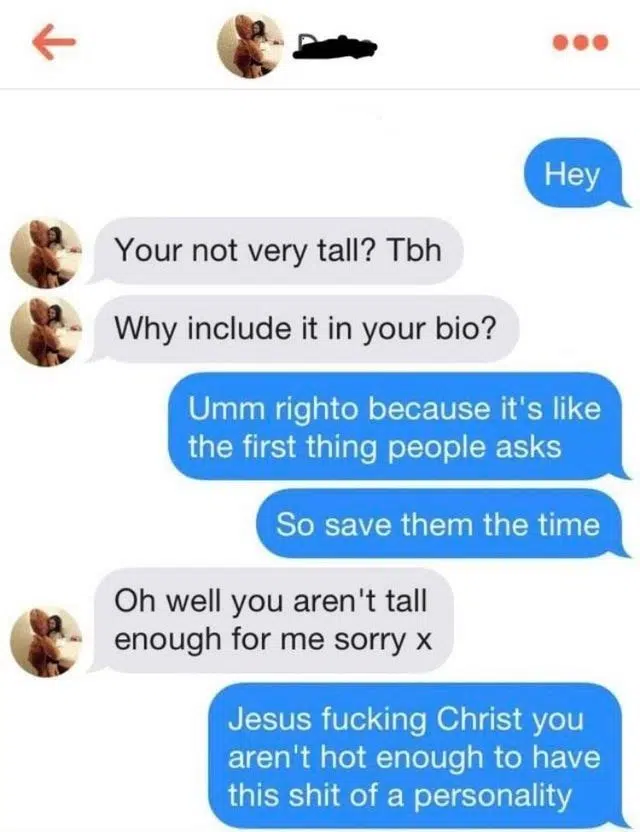 Hey
Your not very tall? Tbh
Why include it in your bio?
Umm righto because it's like
the first thing people asks
So save them the time
Oh well you aren't tall
enough for me sorry x
Jesus fucking Christ you
aren't hot enough to have
this shit of a personality